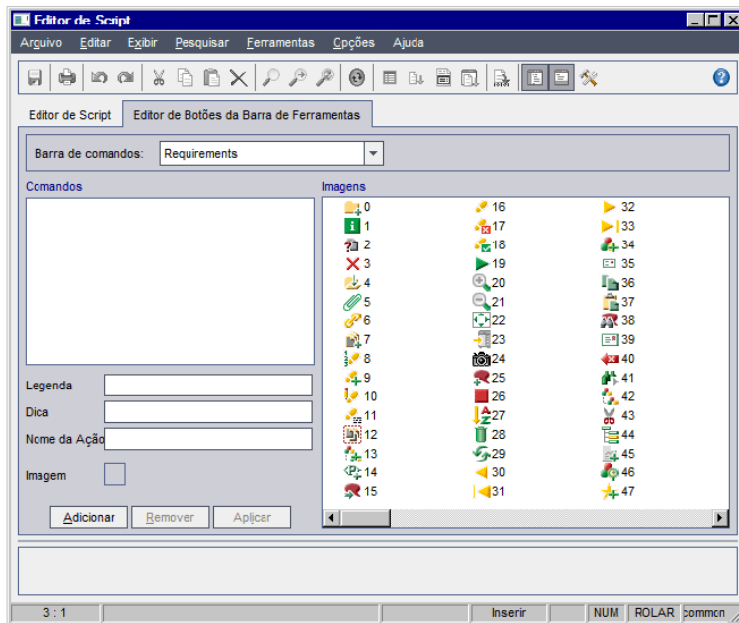 Editor de Script
Arquivo Editar Exibir Pesquisar Ferramentas Opções Ajuda
Editor de Script Editor de Botões da Barra de Ferramentas
Barra de comandos: Requirements
Comandos
Imagens
0 16 32
1 17 33
2 18 34
3 19 35
4 20 36
5 21 37
6 22 38
7 23 39
8 24 40
9 25 41
10 26 42
11 27 43
12 28 44
13 29 45
14 30 46
15 31 47
Legenda
Dica
Nome da Ação
Imagem
Adicionar Remover Aplicar
3 : 1 Inserir NUM ROLAR common